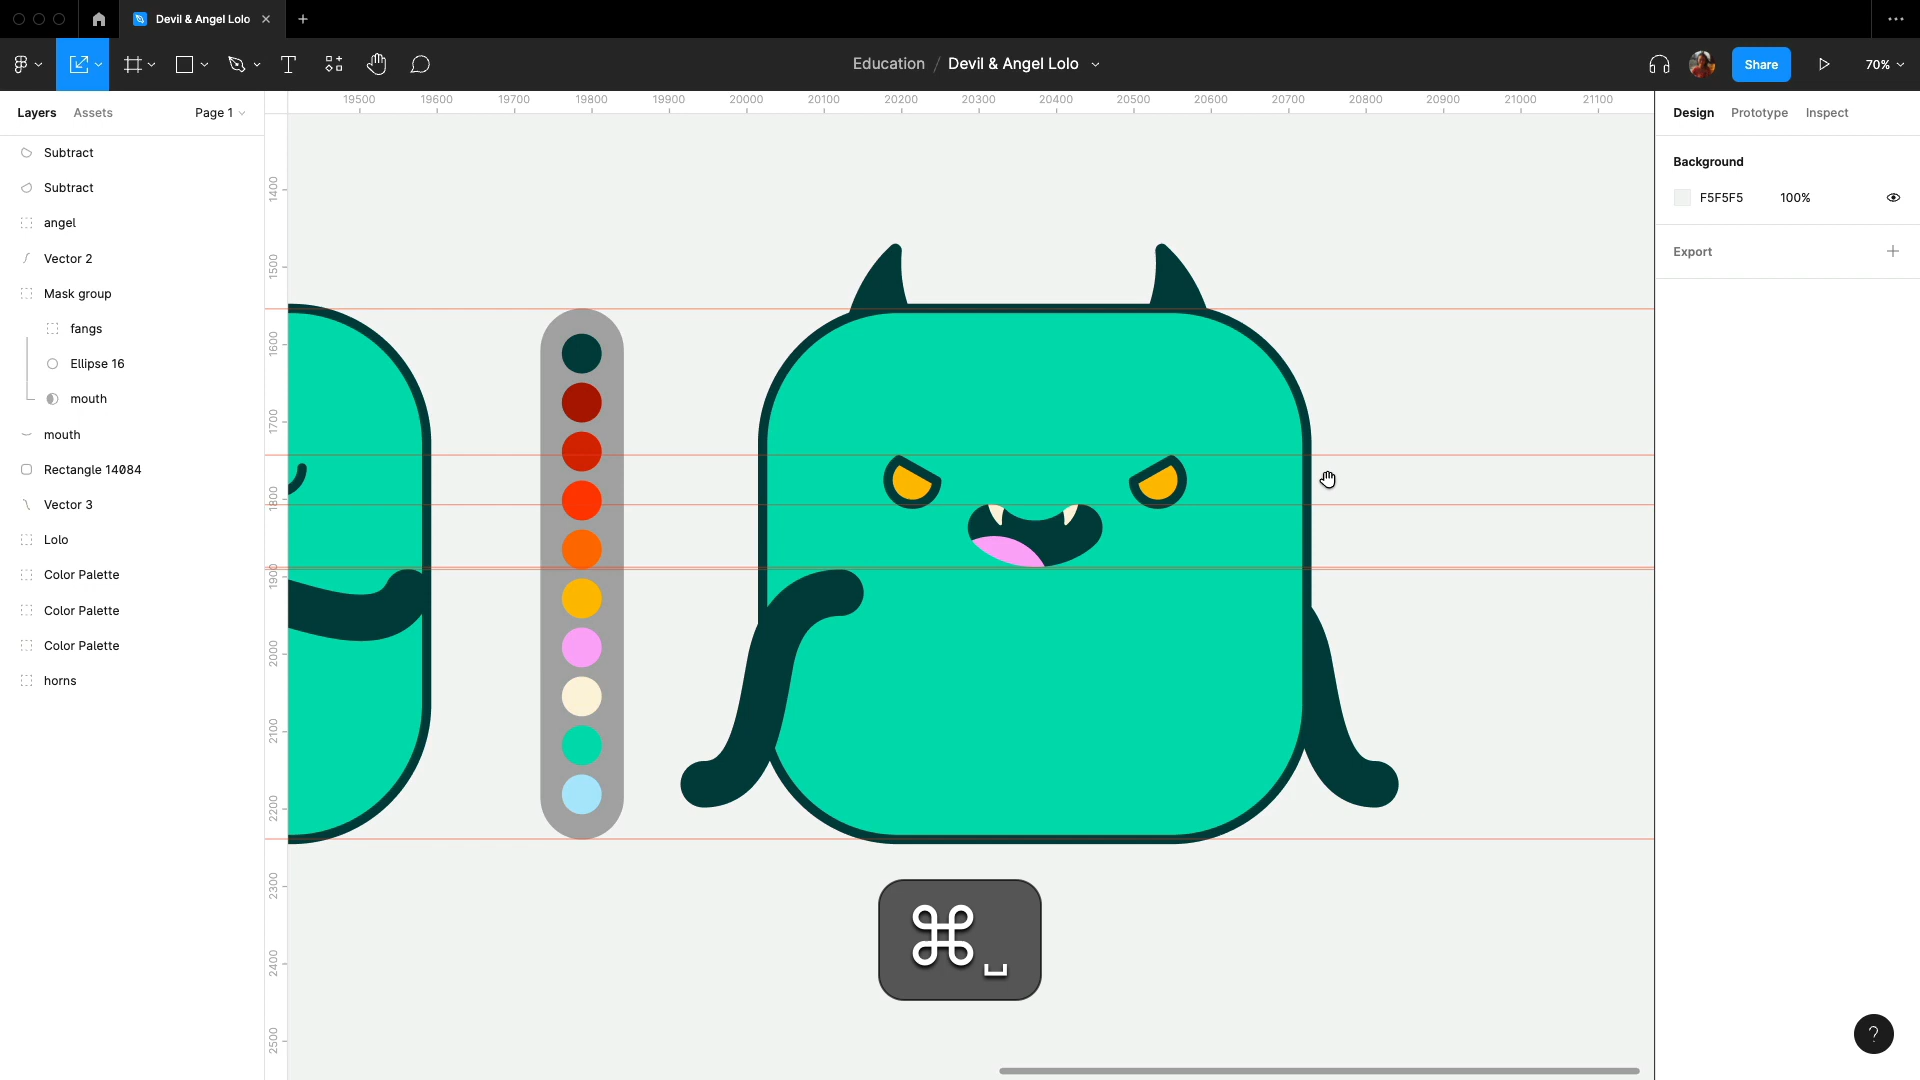 Devil & Angel Lolo
Education / Devil & Angel Lolo
Share
70%
Layers
Assets
Page 1
Subtract
Subtract
angel
Vector 2
Mask group
fangs
Ellipse 16
mouth
mouth
Rectangle 14084
Vector 3
Lolo
Color Palette
Color Palette
Color Palette
horns
19500 19600 19700 19800 19900 20000 20100 20200 20300 20400 20500 20600 20700 20800 20900 21000 21100
1400
1500
1600
1700
1800
1900
2000
2100
2200
2300
2400
2500
⌘␣
Design
Prototype
Inspect
Background
F5F5F5
100%
Export
?